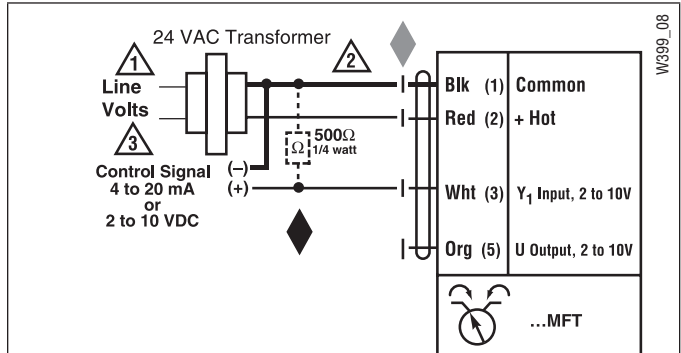 W399_08
24 VAC Transformer
1
2
Line
Volts
Blk (1) Common
Red (2) + Hot
3
Ω
500Ω
1/4 watt
Control Signal
4 to 20 mA
or
2 to 10 VDC
(–)
(+)
Wht (3) Y₁ Input, 2 to 10V
Org (5) U Output, 2 to 10V
...MFT